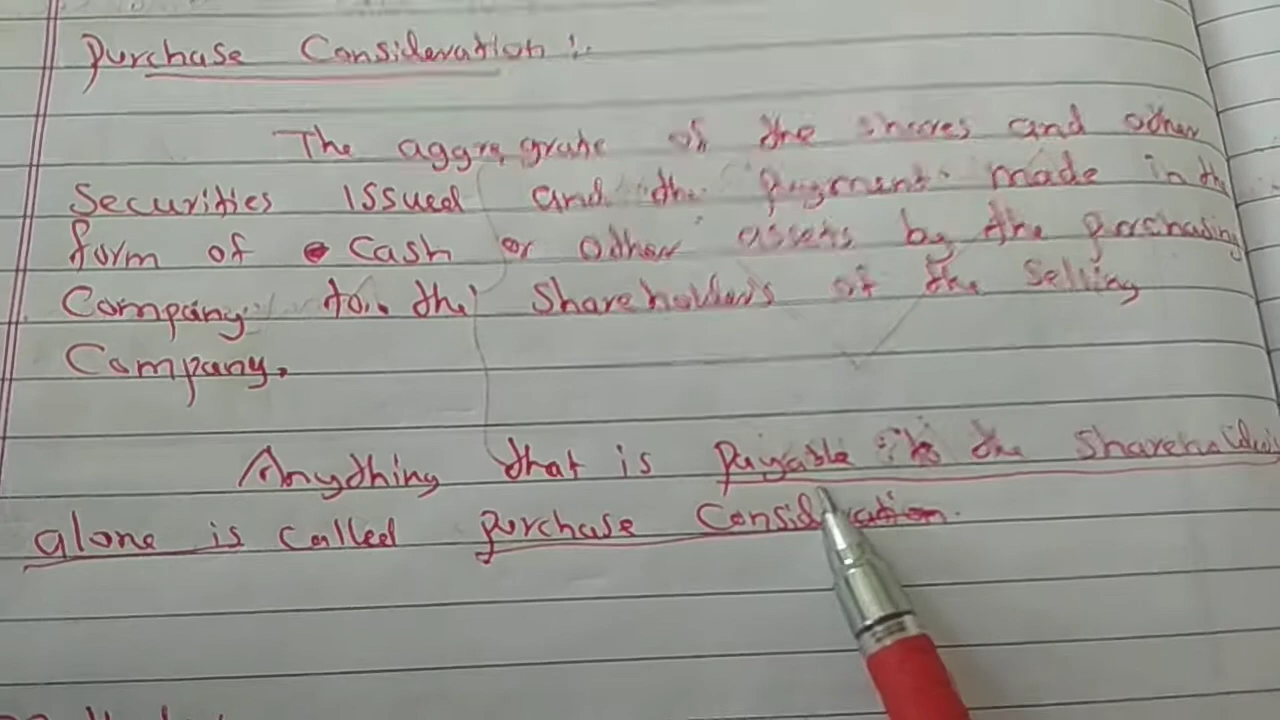 Purchase Consideration :-
The aggregrate of the shares and other
Securities Issued and the payment made in the
form of Cash or other assets by the purchasing
Company to the Shareholders of the Selling
Company.
Anything that is Payable to the Shareholders
alone is called purchase Consideration.